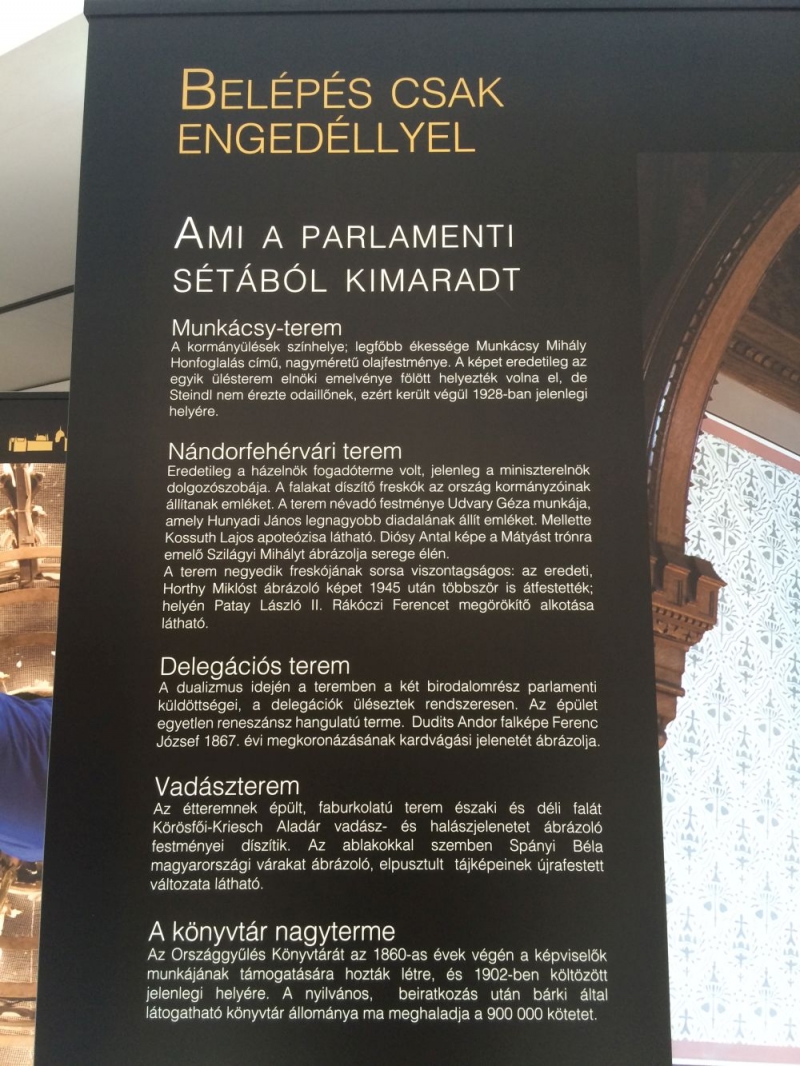 BELÉPÉS CSAK
ENGEDÉLLYEL
AMI A PARLAMENTI
SÉTÁBÓL KIMARADT
Munkácsy-terem
A kormányülések színhelye; legfőbb ékessége Munkácsy Mihály
Honfoglalás című, nagyméretű olajfestménye. A képet eredetileg az
egyik ülésterem elnöki emelvénye fölött helyezték volna el, de
Steindl nem érezte odaillőnek, ezért került végül 1928-ban jelenlegi
helyére.
Nándorfehérvári terem
Eredetileg a házelnök fogadóterme volt, jelenleg a miniszterelnök
dolgozószobája. A falakat díszítő freskók az ország kormányzóinak
állítanak emléket. A terem névadó festménye Udvary Géza munkája,
amely Hunyadi János legnagyobb diadalának állít emléket. Mellette
Kossuth Lajos apoteózisa látható. Diósy Antal képe a Mátyást trónra
emelő Szilágyi Mihályt ábrázolja serege élén.
A terem negyedik freskójának sorsa viszontagságos: az eredeti,
Horthy Miklóst ábrázoló képet 1945 után többször is átfestették;
helyén Patay László II. Rákóczi Ferencet megörökítő alkotása
látható.
Delegációs terem
A dualizmus idején a teremben a két birodalomrész parlamenti
küldöttségei, a delegációk üléseztek rendszeresen. Az épület
egyetlen reneszánsz hangulatú terme. Dudits Andor falképe Ferenc
József 1867. évi megkoronázásának kardvágási jelenetét ábrázolja.
Vadászterem
Az étteremnek épült, faburkolatú terem északi és déli falát
Körösfői-Kriesch Aladár vadász- és halászjelenetet ábrázoló
festményei díszítik. Az ablakokkal szemben Spányi Béla
magyarországi várakat ábrázoló, elpusztult tájképeinek újrafestett
változata látható.
A könyvtár nagyterme
Az Országgyűlés Könyvtárát az 1860-as évek végén a képviselők
munkájának támogatására hozták létre, és 1902-ben költözött
jelenlegi helyére. A nyilvános, beiratkozás után bárki által
látogatható könyvtár állománya ma meghaladja a 900 000 kötetet.